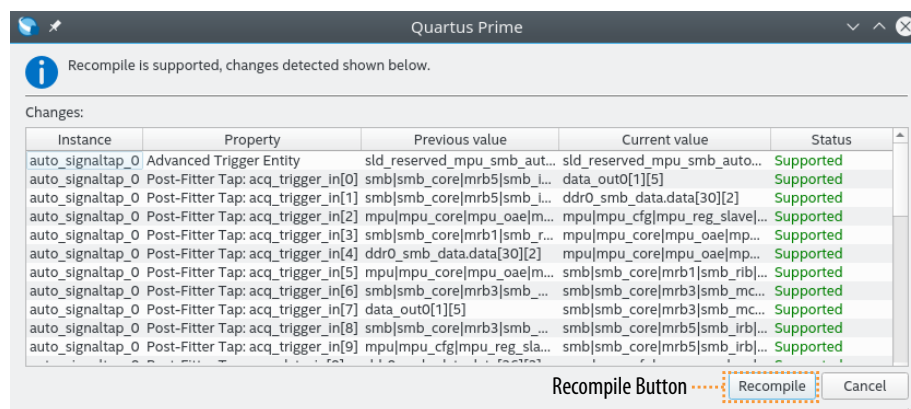 Quartus Prime
Recompile is supported, changes detected shown below.
Changes:
Instance Property Previous value Current value Status
auto_signaltap_0 Advanced Trigger Entity sld_reserved_mpu_smb_aut... sld_reserved_mpu_smb_auto... Supported
auto_signaltap_0 Post-Fitter Tap: acq_trigger_in[0] smb|smb_core|mrb5|smb_i... data_out0[1][5] Supported
auto_signaltap_0 Post-Fitter Tap: acq_trigger_in[1] smb|smb_core|mrb5|smb_i... ddr0_smb_data.data[30][2] Supported
auto_signaltap_0 Post-Fitter Tap: acq_trigger_in[2] mpu|mpu_core|mpu_oae|m... mpu|mpu_cfg|mpu_reg_slave|... Supported
auto_signaltap_0 Post-Fitter Tap: acq_trigger_in[3] smb|smb_core|mrb1|smb_r... mpu|mpu_core|mpu_oae|mp... Supported
auto_signaltap_0 Post-Fitter Tap: acq_trigger_in[4] ddr0_smb_data.data[30][2] mpu|mpu_core|mpu_oae|mp... Supported
auto_signaltap_0 Post-Fitter Tap: acq_trigger_in[5] mpu|mpu_core|mpu_oae|m... smb|smb_core|mrb1|smb_rib|... Supported
auto_signaltap_0 Post-Fitter Tap: acq_trigger_in[6] smb|smb_core|mrb3|smb_... smb|smb_core|mrb3|smb_mc... Supported
auto_signaltap_0 Post-Fitter Tap: acq_trigger_in[7] data_out0[1][5] smb|smb_core|mrb3|smb_mc... Supported
auto_signaltap_0 Post-Fitter Tap: acq_trigger_in[8] smb|smb_core|mrb3|smb_... smb|smb_core|mrb5|smb_irb|... Supported
auto_signaltap_0 Post-Fitter Tap: acq_trigger_in[9] mpu|mpu_cfg|mpu_reg_sla... smb|smb_core|mrb5|smb_irb|... Supported
Recompile Button Recompile Cancel